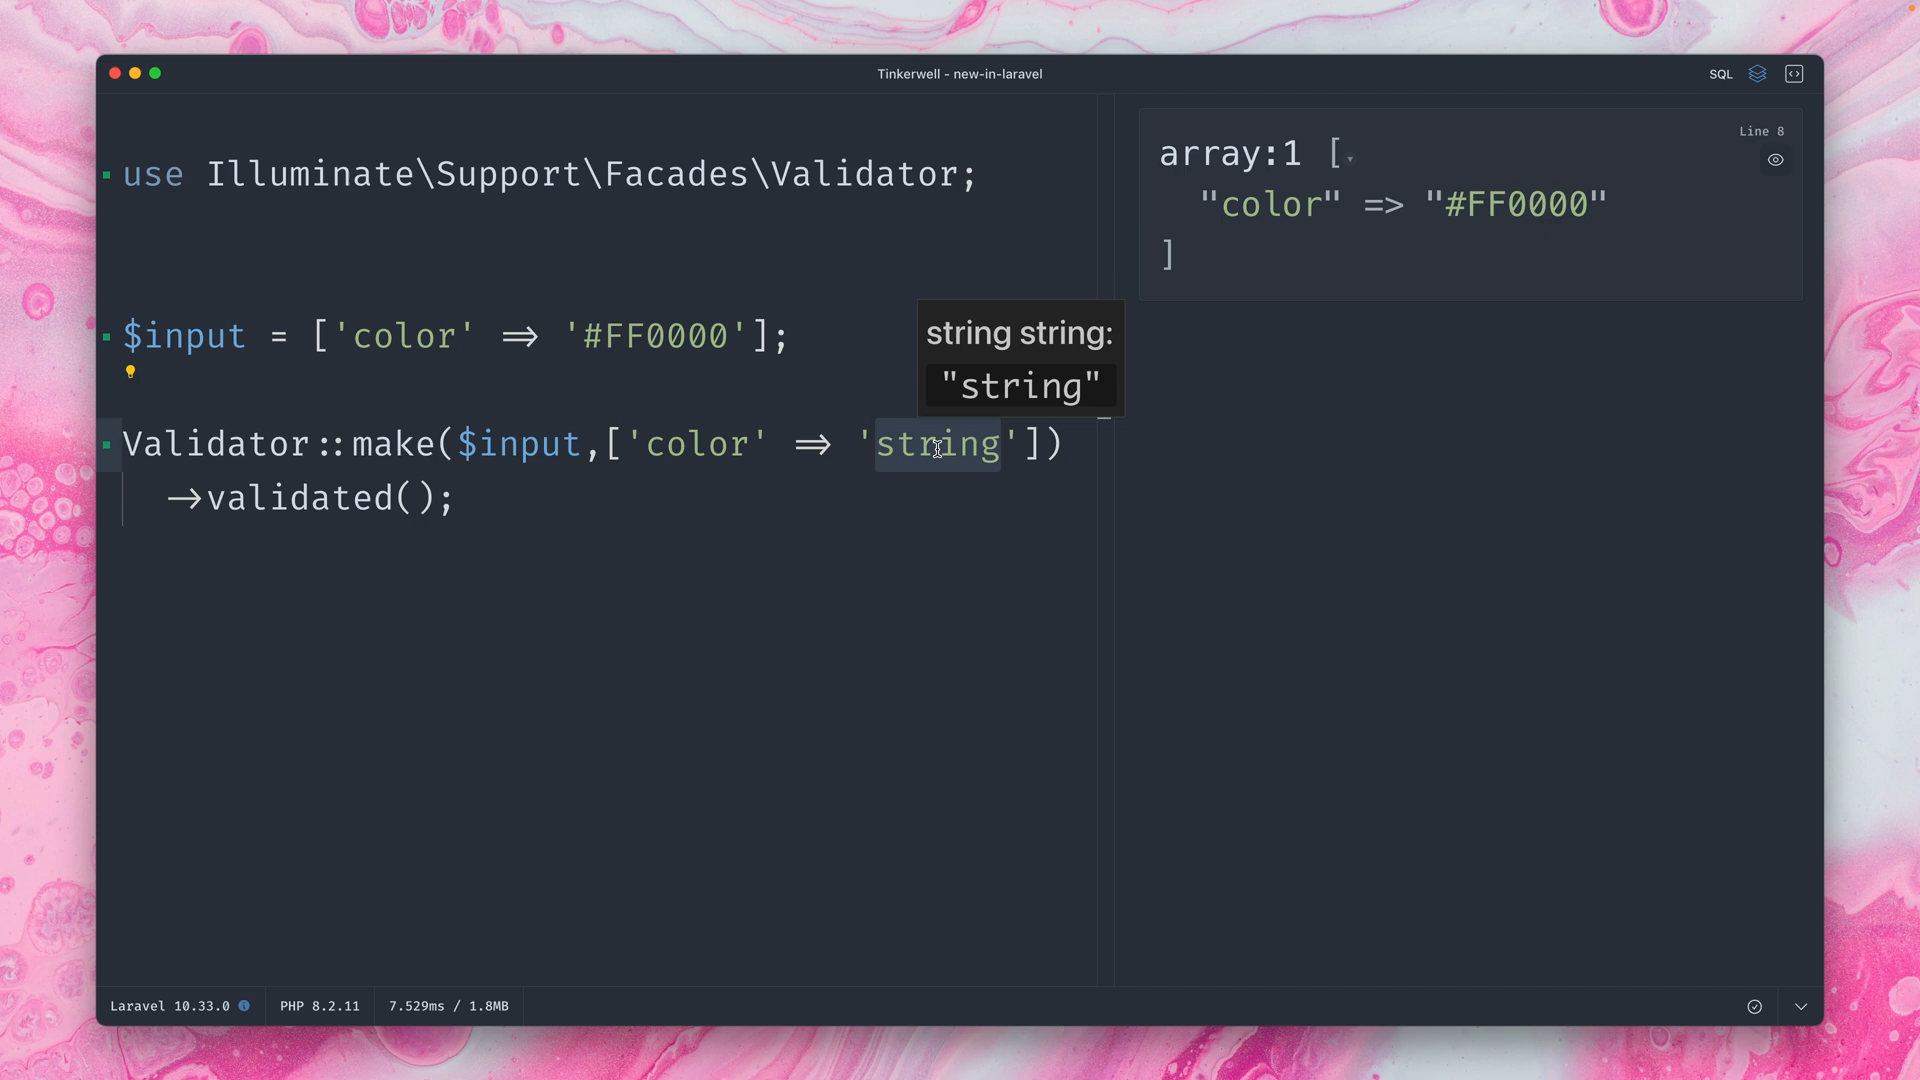 Tinkerwell - new-in-laravel
SQL
use Illuminate\Support\Facades\Validator;
$input = ['color' => '#FF0000'];
string string:
"string"
Validator::make($input,['color' => 'string'])
->validated();
Line 8
array:1 [
"color" => "#FF0000"
]
Laravel 10.33.0
PHP 8.2.11
7.529ms / 1.8MB